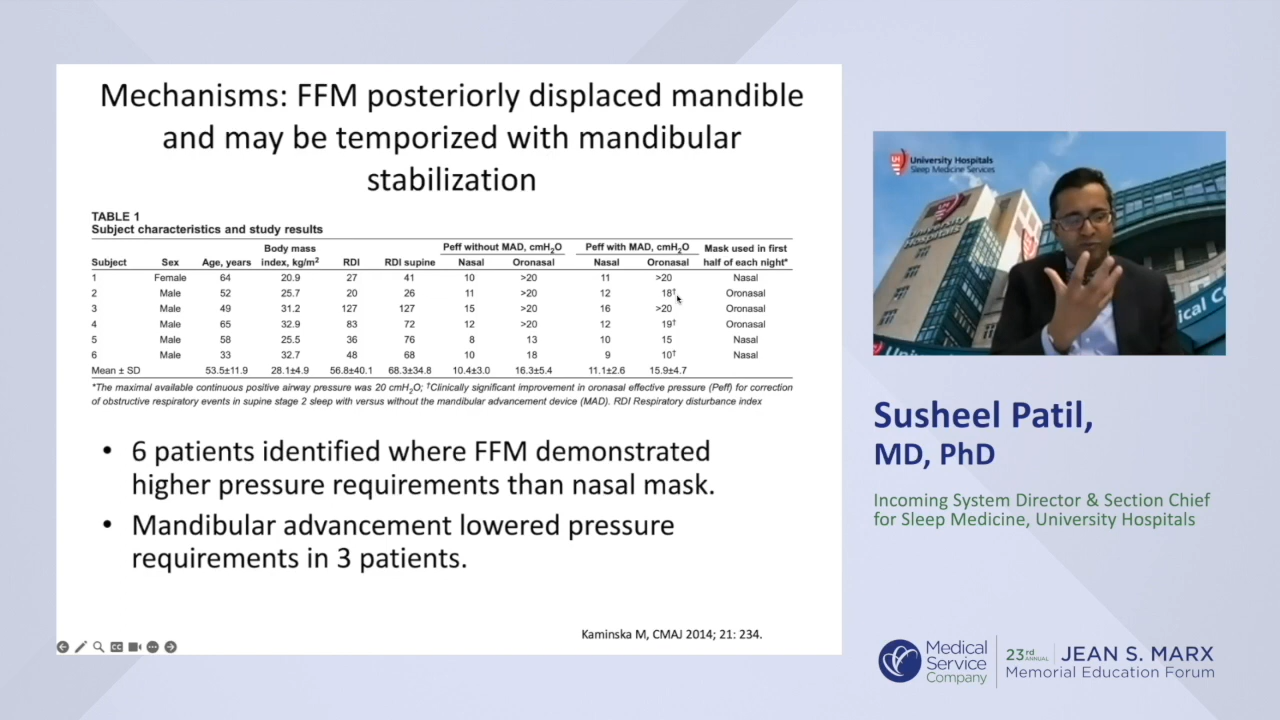 Mechanisms: FFM posteriorly displaced mandible
and may be temporized with mandibular
stabilization
TABLE 1
Subject characteristics and study results
Body mass Peff without MAD, cmH₂O Peff with MAD, cmH₂O Mask used in first
Subject Sex Age, years index, kg/m² RDI RDI supine Nasal Oronasal Nasal Oronasal half of each night*
1 Female 64 20.9 27 41 10 >20 11 >20 Nasal
2 Male 52 25.7 20 26 11 >20 12 18† Oronasal
3 Male 49 31.2 127 127 15 >20 16 >20 Oronasal
4 Male 65 32.9 83 72 12 >20 12 19† Oronasal
5 Male 58 25.5 36 76 8 13 10 15 Nasal
6 Male 33 32.7 48 68 10 18 9 10† Nasal
Mean ± SD 53.5±11.9 28.1±4.9 56.8±40.1 68.3±34.8 10.4±3.0 16.3±5.4 11.1±2.6 15.9±4.7
*The maximal available continuous positive airway pressure was 20 cmH₂O; †Clinically significant improvement in oronasal effective pressure (Peff) for correction
of obstructive respiratory events in supine stage 2 sleep with versus without the mandibular advancement device (MAD). RDI Respiratory disturbance index
• 6 patients identified where FFM demonstrated
higher pressure requirements than nasal mask.
• Mandibular advancement lowered pressure
requirements in 3 patients.
Kaminska M, CMAJ 2014; 21: 234.
CC
UH
University Hospitals
Sleep Medicine Services
University
Hospitals
University
Susheel Patil,
MD, PhD
Incoming System Director & Section Chief
for Sleep Medicine, University Hospitals
Medical
Service
Company
23rd ANNUAL JEAN S. MARX
Memorial Education Forum